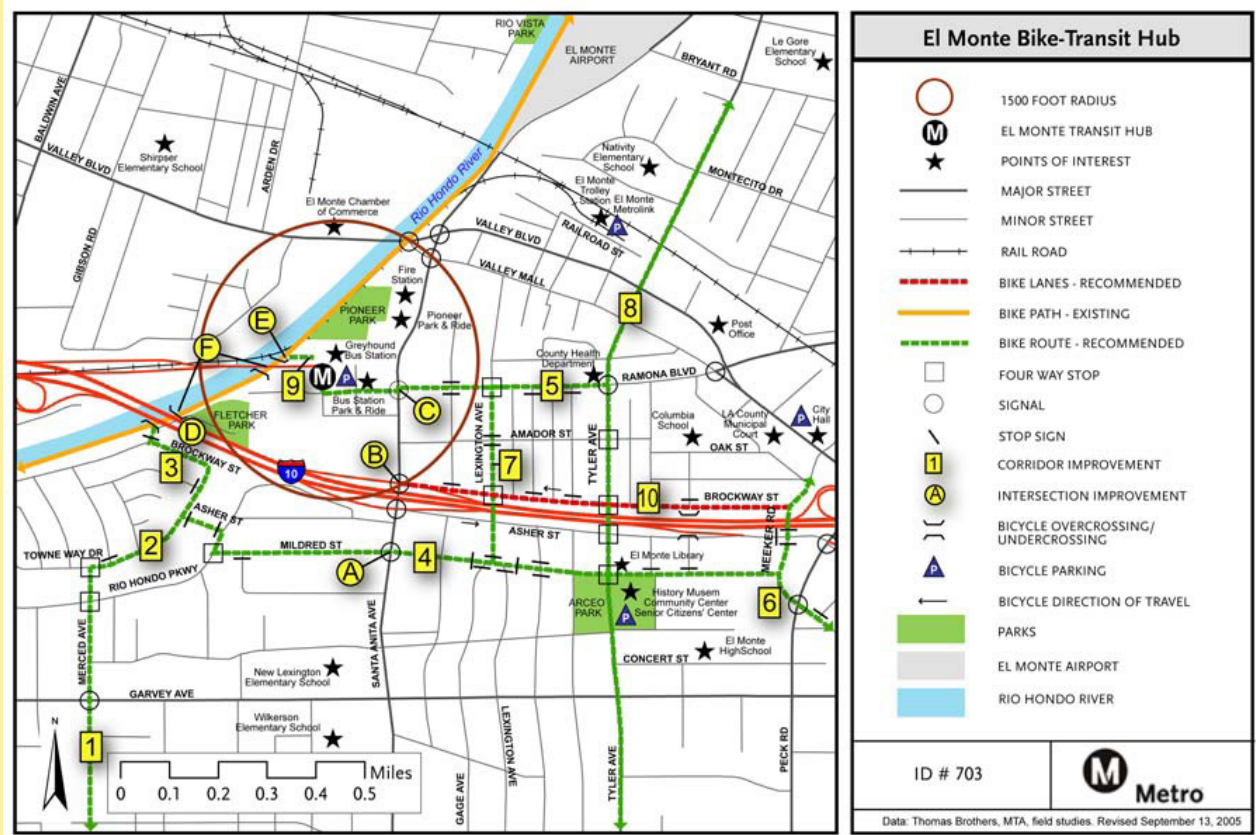 RIO VISTA
PARK
EL MONTE
AIRPORT
Le Gore
Elementary
School
BRYANT RD
BALDWIN AVE
VALLEY BLVD
Shirpser
Elementary School
ARDEN DR
Rio Hondo River
Nativity
Elementary
School
MONTECITO DR
El Monte
Trolley
Station
El Monte
Metrolink
P
RAILROAD ST
El Monte Chamber
of Commerce
VALLEY BLVD
VALLEY MALL
GIBSON RD
Fire
Station
PIONEER
PARK
Pioneer
Park & Ride
8
Post
Office
E
F
Greyhound
Bus Station
9
M
P
Bus Station
Park & Ride
C
County Health
Department
5
RAMONA BLVD
FLETCHER
PARK
D
LEXINGTON AVE
AMADOR ST
TYLER AVE
Columbia
School
LA County
Municipal
Court
P
City
Hall
OAK ST
B
3
BROCKWAY ST
10
7
10
BROCKWAY ST
MEEKER RD
ASHER ST
ASHER ST
2
TOWNE WAY DR
MILDRED ST
RIO HONDO PKWY
A
4
El Monte Library
ARCEO
PARK
History Musem
Community Center
Senior Citizens' Center
P
6
MERCED AVE
SANTA ANITA AVE
El Monte
HighSchool
CONCERT ST
New Lexington
Elementary School
GARVEY AVE
Wilkerson
Elementary School
LEXINGTON AVE
N
1
Miles
0 0.1 0.2 0.3 0.4 0.5
GAGE AVE
TYLER AVE
PECK RD
El Monte Bike-Transit Hub
1500 FOOT RADIUS
M EL MONTE TRANSIT HUB
POINTS OF INTEREST
MAJOR STREET
MINOR STREET
RAIL ROAD
BIKE LANES - RECOMMENDED
BIKE PATH - EXISTING
BIKE ROUTE - RECOMMENDED
FOUR WAY STOP
SIGNAL
STOP SIGN
1 CORRIDOR IMPROVEMENT
A INTERSECTION IMPROVEMENT
BICYCLE OVERCROSSING/
UNDERCROSSING
P BICYCLE PARKING
BICYCLE DIRECTION OF TRAVEL
PARKS
EL MONTE AIRPORT
RIO HONDO RIVER
ID # 703
M Metro
Data: Thomas Brothers, MTA, field studies. Revised September 13, 2005